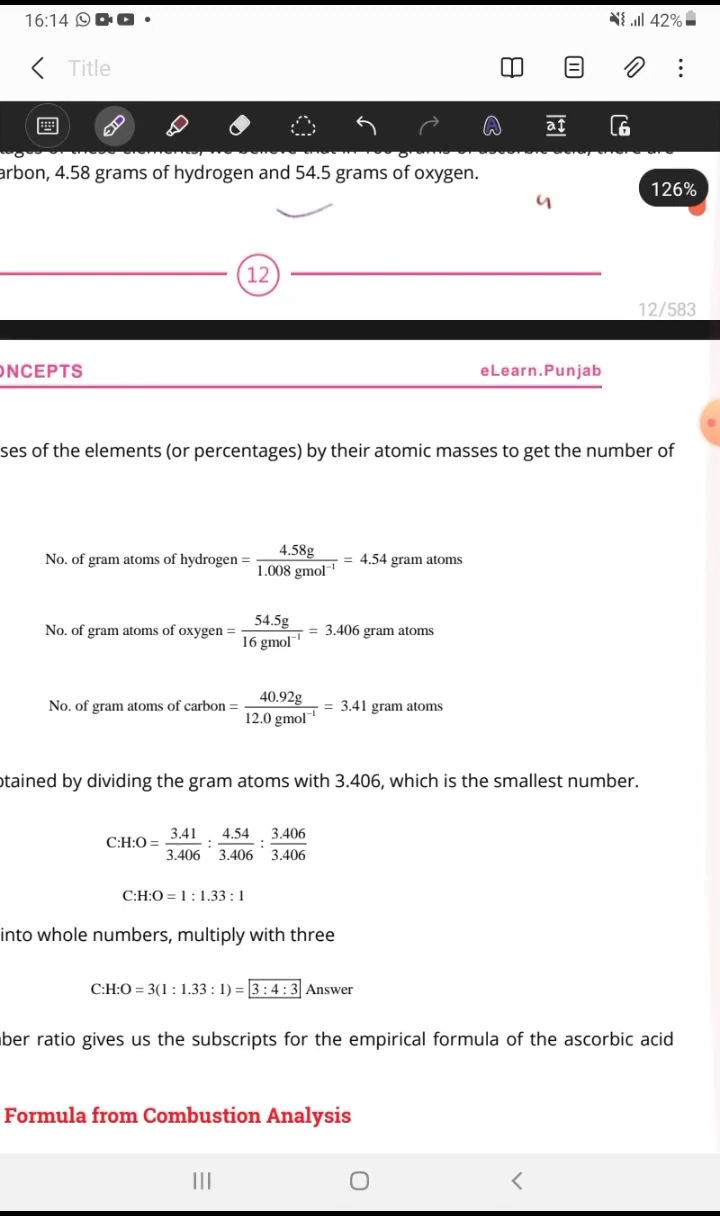 16:14
42%
Title
arbon, 4.58 grams of hydrogen and 54.5 grams of oxygen.
126%
12
12/583
ONCEPTS eLearn.Punjab
ses of the elements (or percentages) by their atomic masses to get the number of
No. of gram atoms of hydrogen = 4.58g / 1.008 gmol⁻¹ = 4.54 gram atoms
No. of gram atoms of oxygen = 54.5g / 16 gmol⁻¹ = 3.406 gram atoms
No. of gram atoms of carbon = 40.92g / 12.0 gmol⁻¹ = 3.41 gram atoms
btained by dividing the gram atoms with 3.406, which is the smallest number.
C:H:O = 3.41/3.406 : 4.54/3.406 : 3.406/3.406
C:H:O = 1 : 1.33 : 1
into whole numbers, multiply with three
C:H:O = 3(1 : 1.33 : 1) = 3 : 4 : 3 Answer
ber ratio gives us the subscripts for the empirical formula of the ascorbic acid
Formula from Combustion Analysis